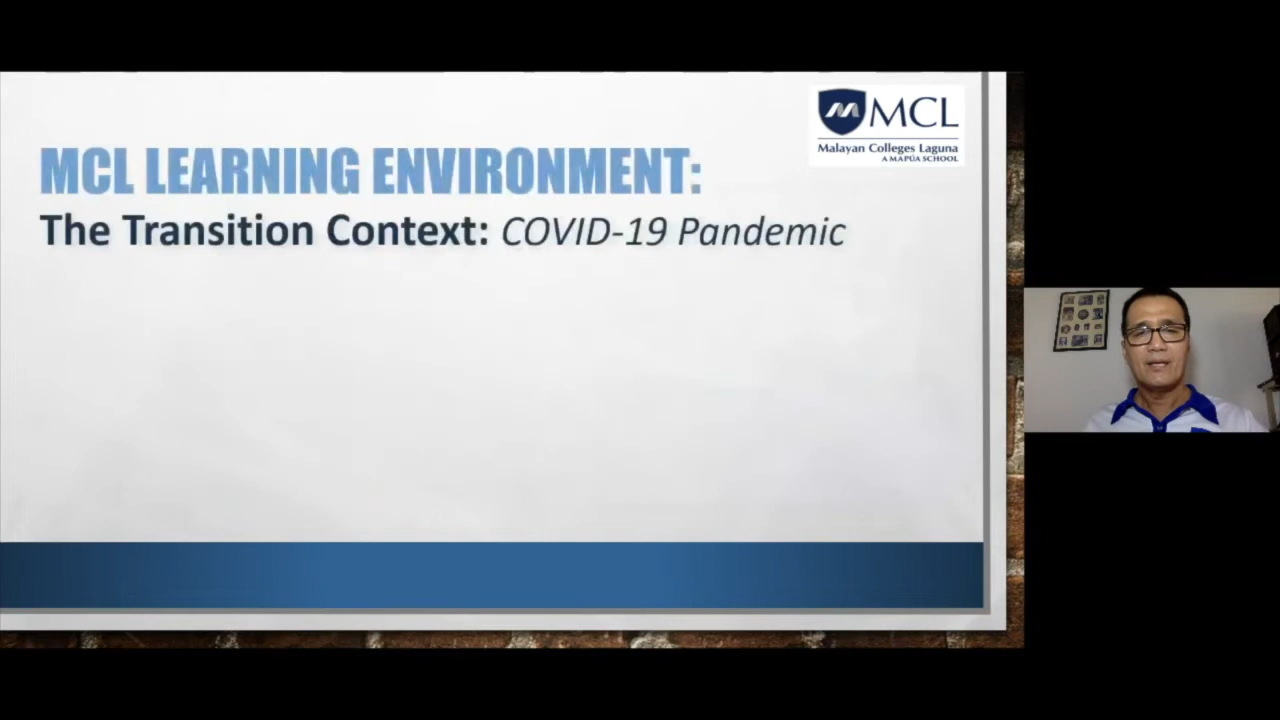 MCL
Malayan Colleges Laguna
A MAPÚA SCHOOL
MCL LEARNING ENVIRONMENT:
The Transition Context: COVID-19 Pandemic